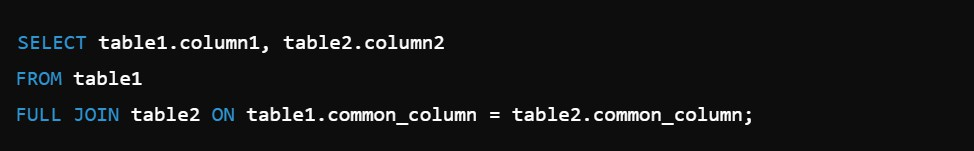 SELECT table1.column1, table2.column2
FROM table1
FULL JOIN table2 ON table1.common_column = table2.common_column;